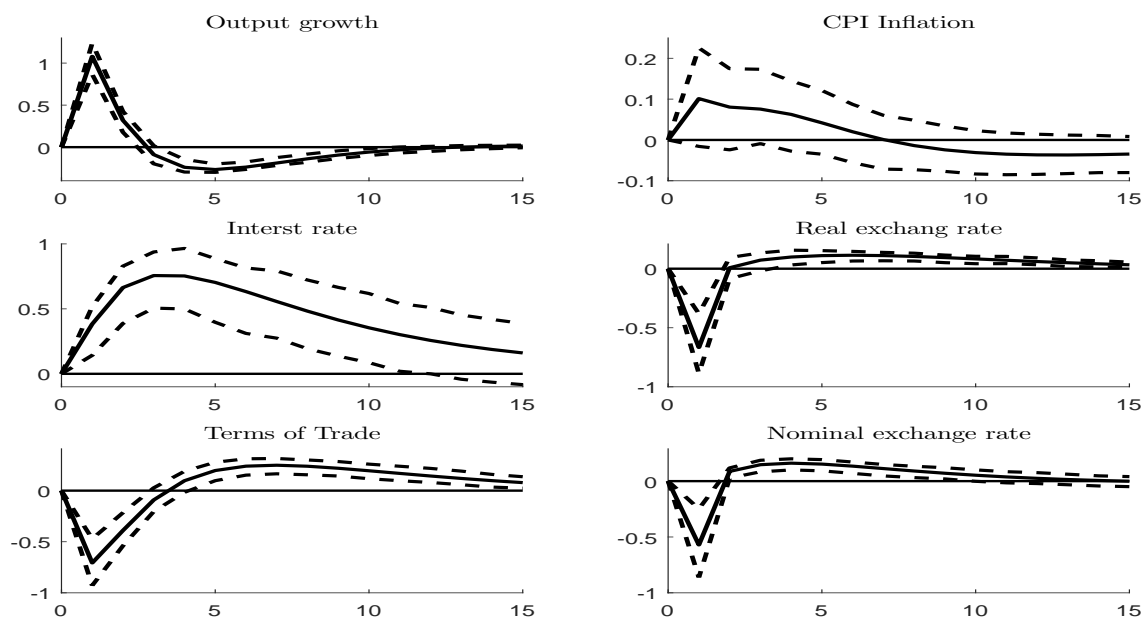 Output growth
1
0.5
0
0 5 10 15
CPI Inflation
0.2
0.1
0
-0.1
0 5 10 15
Interst rate
1
0.5
0
0 5 10 15
Real exchang rate
0
-0.5
-1
0 5 10 15
Terms of Trade
0
-0.5
-1
0 5 10 15
Nominal exchange rate
0
-0.5
-1
0 5 10 15